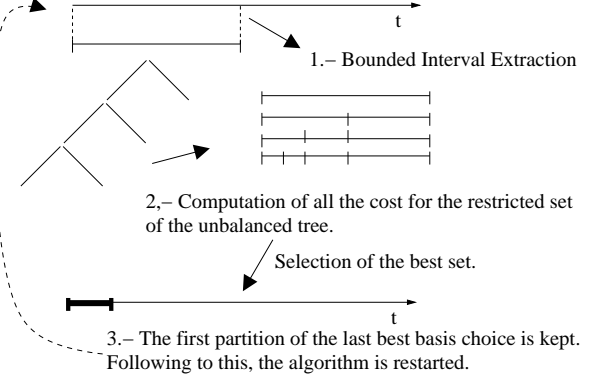 t
1.– Bounded Interval Extraction
2,– Computation of all the cost for the restricted set
of the unbalanced tree.
Selection of the best set.
t
3.– The first partition of the last best basis choice is kept.
Following to this, the algorithm is restarted.